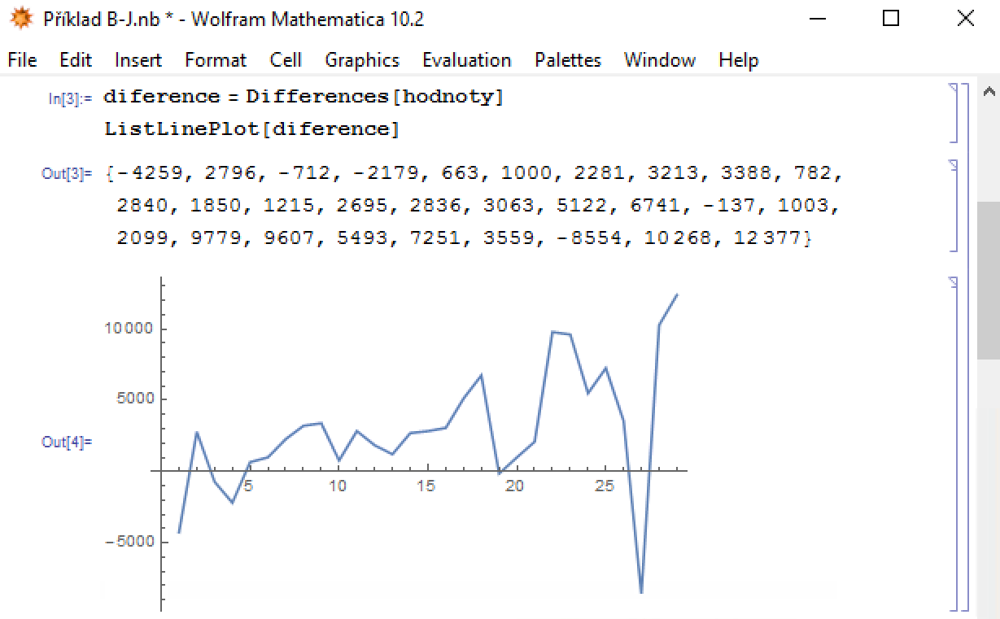 Příklad B-J.nb * - Wolfram Mathematica 10.2
File Edit Insert Format Cell Graphics Evaluation Palettes Window Help
In[3]:= diference = Differences[hodnoty]
ListLinePlot[diference]
Out[3]= {-4259, 2796, -712, -2179, 663, 1000, 2281, 3213, 3388, 782,
2840, 1850, 1215, 2695, 2836, 3063, 5122, 6741, -137, 1003,
2099, 9779, 9607, 5493, 7251, 3559, -8554, 10268, 12377}
10000
5000
Out[4]=
5 10 15 20 25
-5000